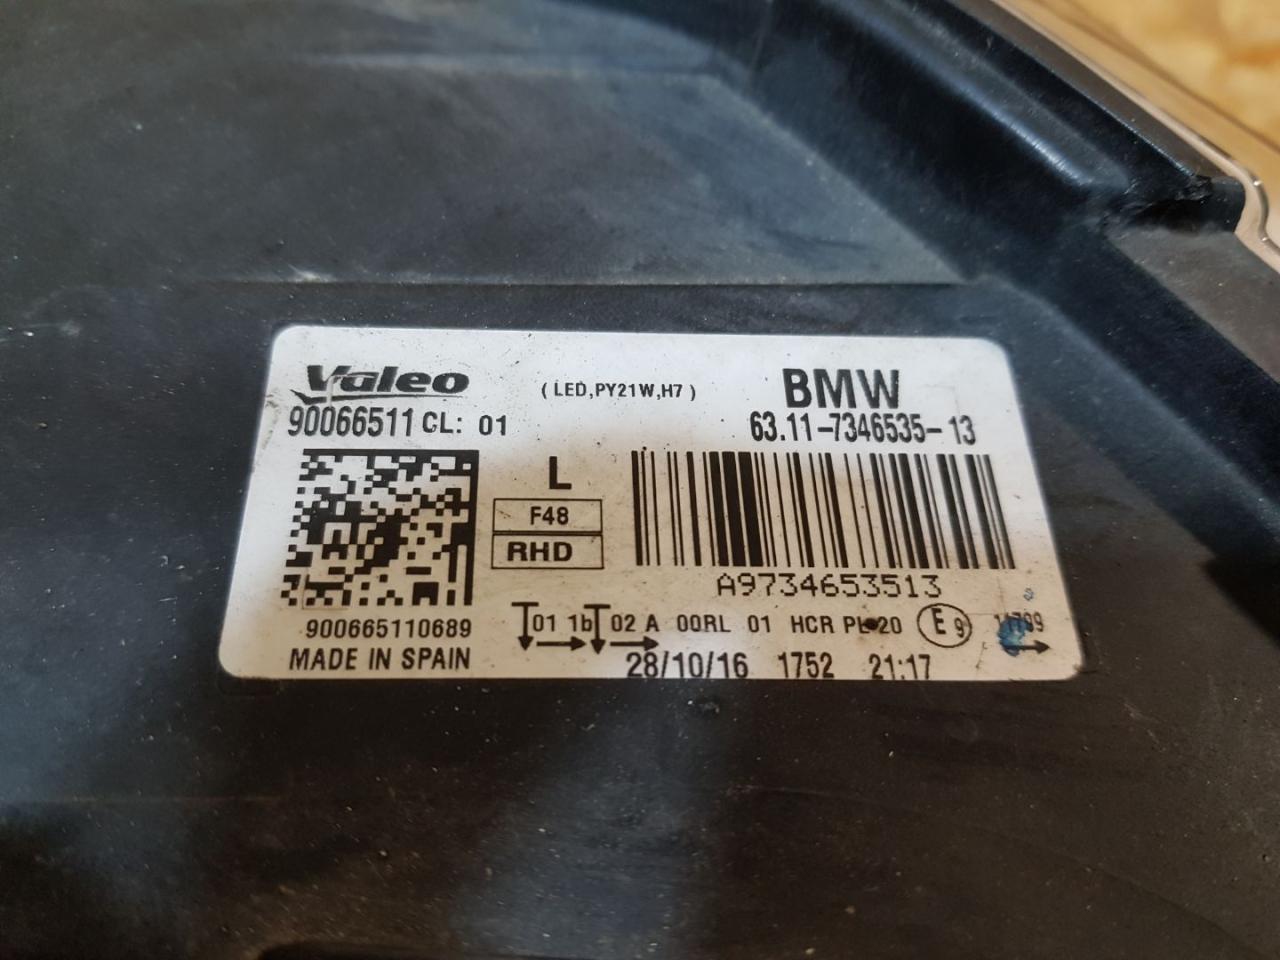 Valeo
(LED,PY21W,H7)
BMW
90066511 CL: 01
63.11-7346535-13
L
F48
RHD
A9734653513
900665110689
01 1b 02 A 00RL 01 HCR PL 20 E9
MADE IN SPAIN
28/10/16 1752 21:17